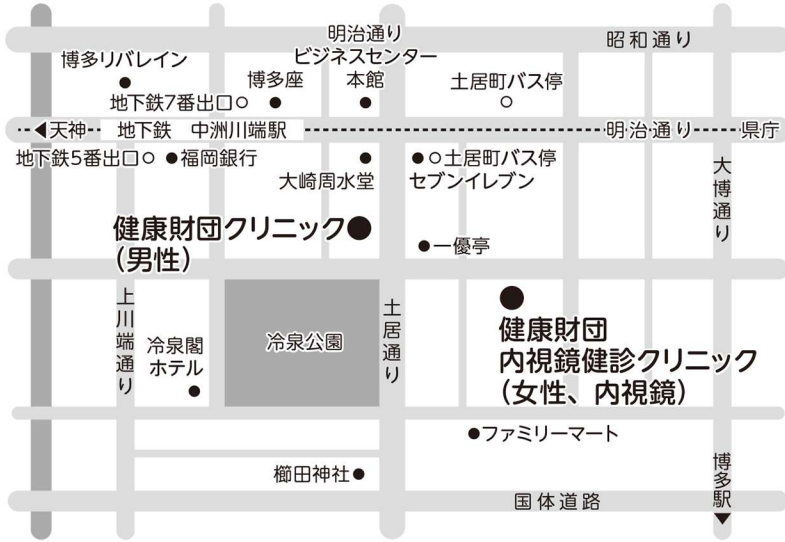 明治通り
ビジネスセンター
本館
昭和通り
博多リバレイン
博多座
土居町バス停
地下鉄7番出口
天神
地下鉄 中洲川端駅
明治通り
県庁
地下鉄5番出口
福岡銀行
大崎周水堂
土居町バス停
セブンイレブン
大博通り
健康財団クリニック
(男性)
一優亭
上川端通り
冷泉閣
ホテル
冷泉公園
土居通り
健康財団
内視鏡健診クリニック
(女性、内視鏡)
ファミリーマート
櫛田神社
博多駅
国体道路